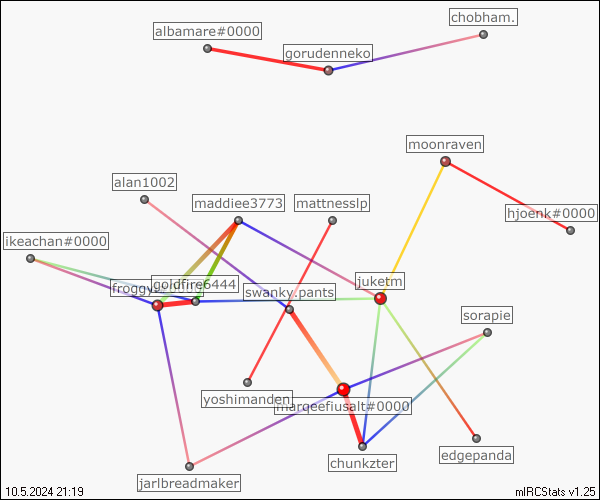 chobham.
albamare#0000
gorudenneko
moonraven
alan1002
maddiee3773
mattnesslp
hjoenk#0000
ikeachan#0000
goldfire6444
juketm
swanky.pants
sorapie
yoshimanden
marqeefiusalt#0000
edgepanda
chunkzter
jarlbreadmaker
10.5.2024 21:19
mIRCStats v1.25